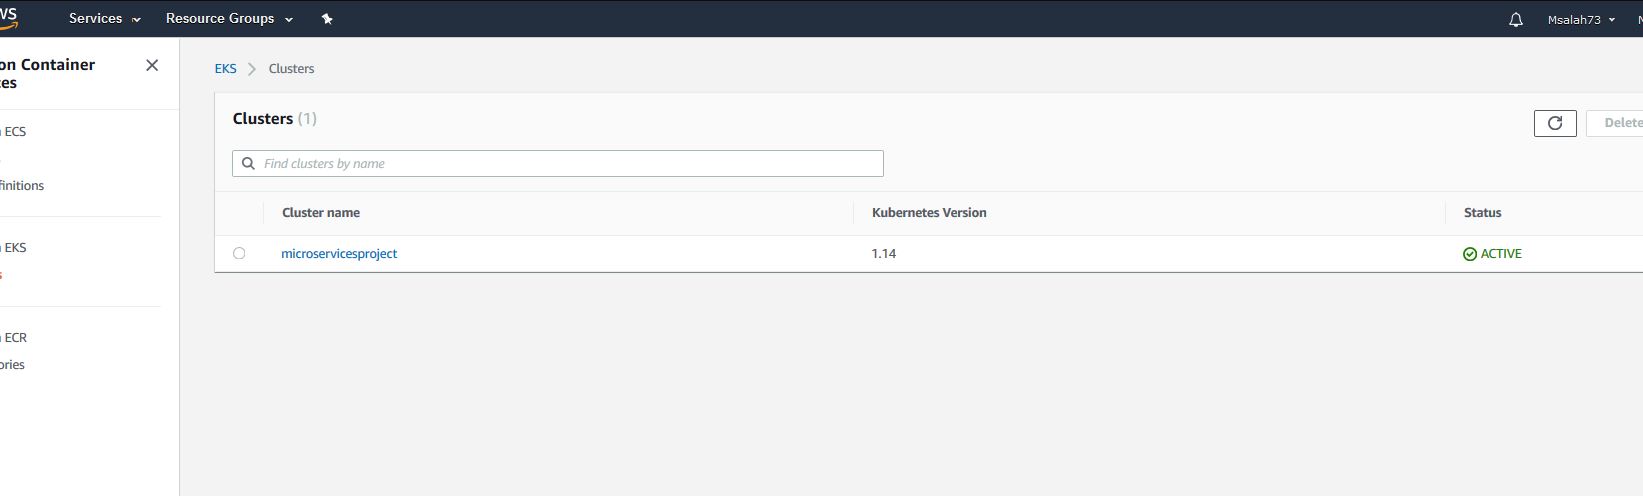 WS Services Resource Groups Msalah73
on Container
ces
EKS > Clusters
Clusters (1)
Delete
ECS
Find clusters by name
finitions
Cluster name Kubernetes Version Status
EKS
microservicesproject 1.14 ACTIVE
s
ECR
ories